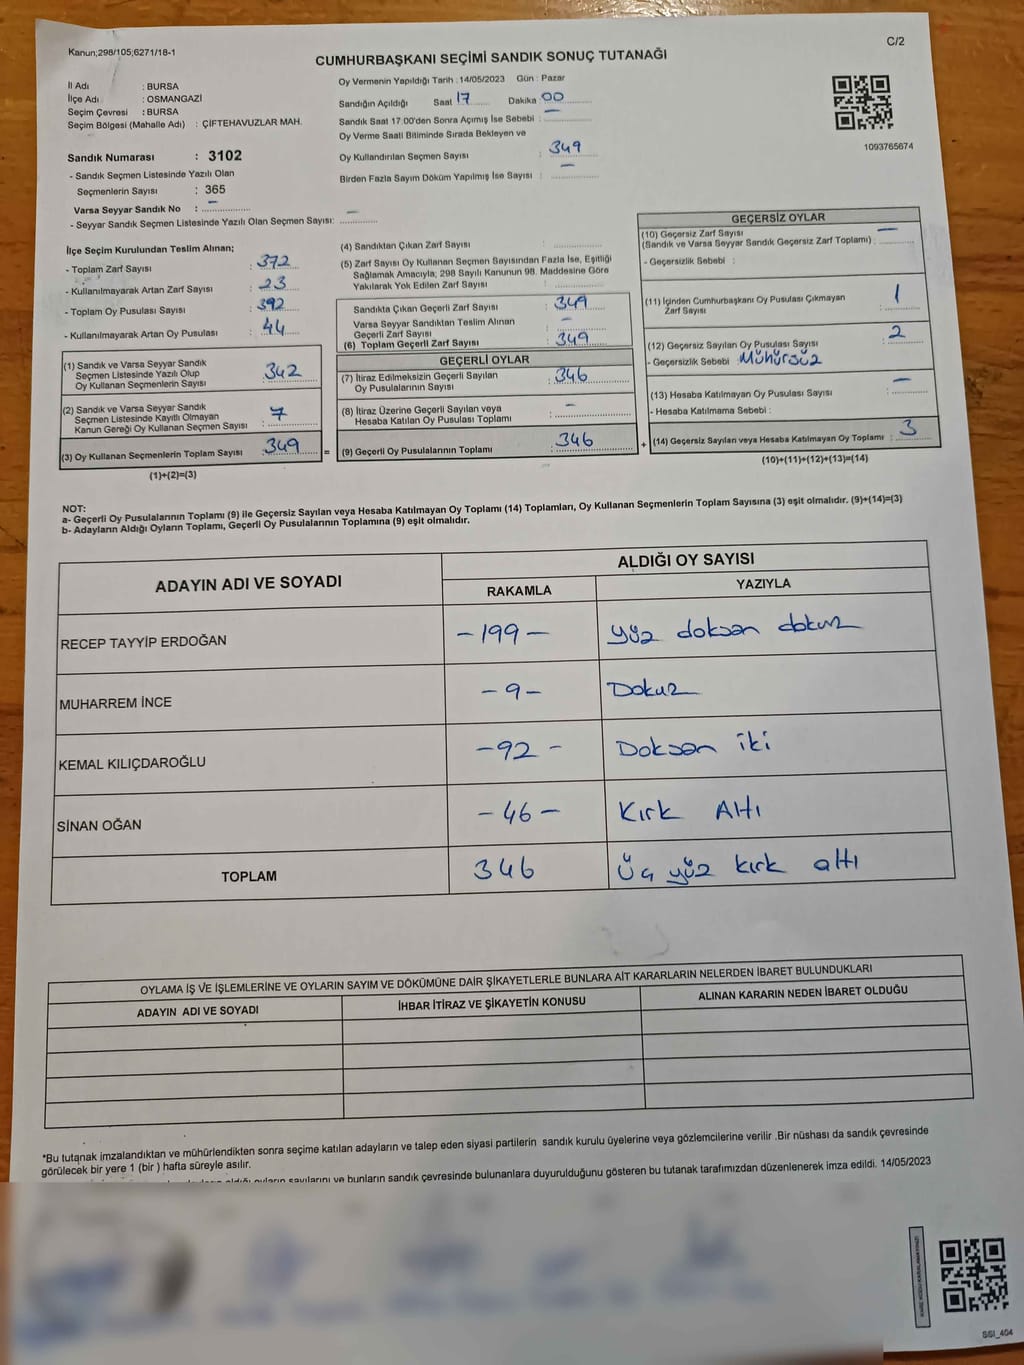 Kanun;298/105;6271/18-1
C/2
CUMHURBAŞKANI SEÇİMİ SANDIK SONUÇ TUTANAĞI
İl Adı : BURSA
İlçe Adı : OSMANGAZİ
Seçim Çevresi : BURSA
Seçim Bölgesi (Mahalle Adı) : ÇİFTEHAVUZLAR MAH.
Sandık Numarası : 3102
- Sandık Seçmen Listesinde Yazılı Olan
Seçmenlerin Sayısı : 365
Varsa Seyyar Sandık No : -
- Seyyar Sandık Seçmen Listesinde Yazılı Olan Seçmen Sayısı: -
Oy Vermenin Yapıldığı Tarih : 14/05/2023 Gün : Pazar
Sandığın Açıldığı Saat 17 Dakika 00
Sandık Saat 17.00'den Sonra Açımış İse Sebebi : -
Oy Verme Saati Bitiminde Sırada Bekleyen ve
Oy Kullandırılan Seçmen Sayısı : 349
Birden Fazla Sayım Döküm Yapılmış İse Sayısı : -
1093765674
İlçe Seçim Kurulundan Teslim Alınan;
- Toplam Zarf Sayısı : 372
- Kullanılmayarak Artan Zarf Sayısı : 23
- Toplam Oy Pusulası Sayısı : 392
- Kullanılmayarak Artan Oy Pusulası : 44
(1) Sandık ve Varsa Seyyar Sandık
Seçmen Listesinde Yazılı Olup
Oy Kullanan Seçmenlerin Sayısı : 342
(2) Sandık ve Varsa Seyyar Sandık
Seçmen Listesinde Kayıtlı Olmayan
Kanun Gereği Oy Kullanan Seçmen Sayısı : 7
(3) Oy Kullanan Seçmenlerin Toplam Sayısı : 349
(1)+(2)=(3)
(4) Sandıktan Çıkan Zarf Sayısı :
(5) Zarf Sayısı Oy Kullanan Seçmen Sayısından Fazla İse, Eşitliği
Sağlamak Amacıyla; 298 Sayılı Kanunun 98. Maddesine Göre
Yakılarak Yok Edilen Zarf Sayısı :
Sandıkta Çıkan Geçerli Zarf Sayısı : 349
Varsa Seyyar Sandıktan Teslim Alınan
Geçerli Zarf Sayısı : -
(6) Toplam Geçerli Zarf Sayısı : 349
GEÇERLİ OYLAR
(7) İtiraz Edilmeksizin Geçerli Sayılan
Oy Pusulalarının Sayısı : 346
(8) İtiraz Üzerine Geçerli Sayılan veya
Hesaba Katılan Oy Pusulası Toplamı : -
= (9) Geçerli Oy Pusulalarının Toplamı : 346
GEÇERSİZ OYLAR
(10) Geçersiz Zarf Sayısı
(Sandık ve Varsa Seyyar Sandık Geçersiz Zarf Toplamı) : -
- Geçersizlik Sebebi :
(11) İçinden Cumhurbaşkanı Oy Pusulası Çıkmayan
Zarf Sayısı : 1
(12) Geçersiz Sayılan Oy Pusulası Sayısı : 2
- Geçersizlik Sebebi : Mühürsüz
(13) Hesaba Katılmayan Oy Pusulası Sayısı : -
- Hesaba Katılmama Sebebi :
+ (14) Geçersiz Sayılan veya Hesaba Katılmayan Oy Toplamı : 3
(10)+(11)+(12)+(13)=(14)
NOT:
a- Geçerli Oy Pusulalarının Toplamı (9) ile Geçersiz Sayılan veya Hesaba Katılmayan Oy Toplamı (14) Toplamları, Oy Kullanan Seçmenlerin Toplam Sayısına (3) eşit olmalıdır. (9)+(14)=(3)
b- Adayların Aldığı Oyların Toplamı, Geçerli Oy Pusulalarının Toplamına (9) eşit olmalıdır.
ADAYIN ADI VE SOYADI
ALDIĞI OY SAYISI
RAKAMLA YAZIYLA
RECEP TAYYİP ERDOĞAN -199- yüz doksan dokuz
MUHARREM İNCE -9- Dokuz
KEMAL KILIÇDAROĞLU -92- Doksan iki
SİNAN OĞAN -46- Kırk Altı
TOPLAM 346 Üç yüz kırk altı
OYLAMA İŞ VE İŞLEMLERİNE VE OYLARIN SAYIM VE DÖKÜMÜNE DAİR ŞİKAYETLERLE BUNLARA AİT KARARLARIN NELERDEN İBARET BULUNDUKLARI
ADAYIN ADI VE SOYADI İHBAR İTİRAZ VE ŞİKAYETİN KONUSU ALINAN KARARIN NEDEN İBARET OLDUĞU
*Bu tutanak imzalandıktan ve mühürlendikten sonra seçime katılan adayların ve talep eden siyasi partilerin sandık kurulu üyelerine veya gözlemcilerine verilir .Bir nüshası da sandık çevresinde
görülecek bir yere 1 (bir ) hafta süreyle asılır.
aldığı oyların sayılarını ve bunların sandık çevresinde bulunanlara duyurulduğunu gösteren bu tutanak tarafımızdan düzenlenerek imza edildi. 14/05/2023
SSI_404